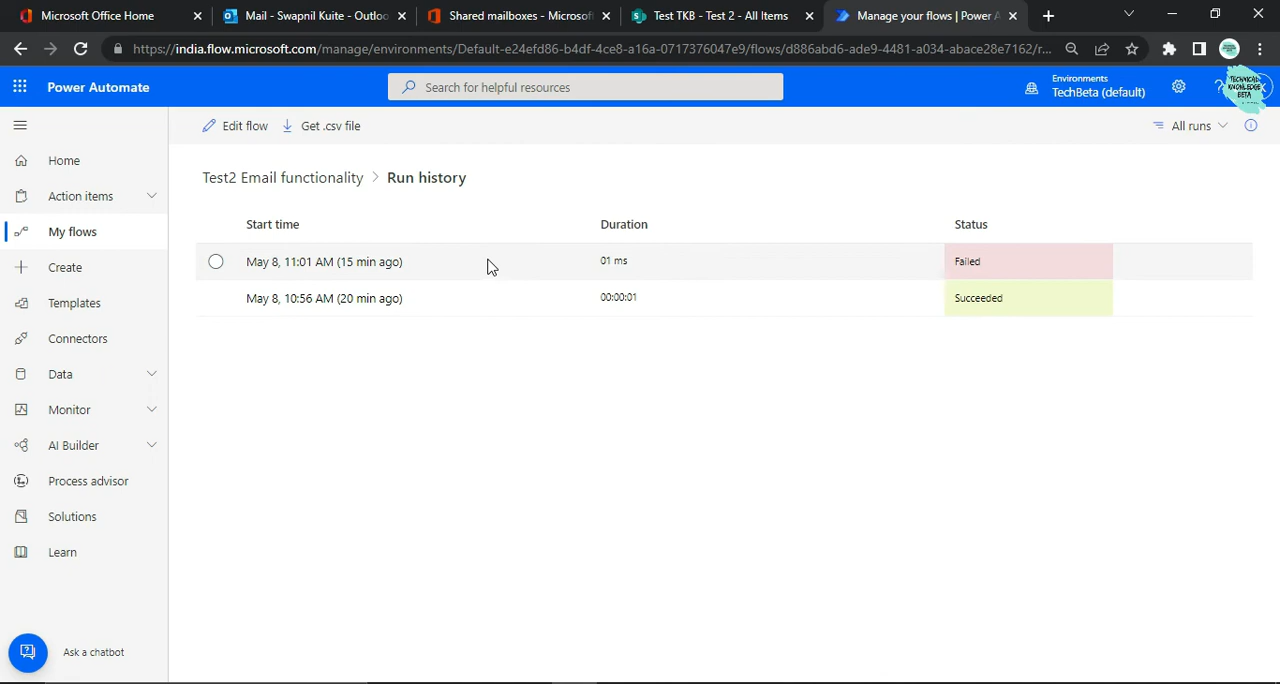 Microsoft Office Home
Mail - Swapnil Kuite - Outloo
Shared mailboxes - Microsof
Test TKB - Test 2 - All Items
Manage your flows | Power A
https://india.flow.microsoft.com/manage/environments/Default-e24efd86-b4df-4ce8-a16a-0717376047e9/flows/d886abd6-ade9-4481-a034-abace28e7162/r...
Power Automate
Search for helpful resources
Environments
TechBeta (default)
?
TECHNICAL
KNOWLEDGE
BETA
Edit flow
Get .csv file
All runs
Home
Action items
My flows
Create
Templates
Connectors
Data
Monitor
AI Builder
Process advisor
Solutions
Learn
Ask a chatbot
Test2 Email functionality > Run history
Start time Duration Status
May 8, 11:01 AM (15 min ago) 01 ms Failed
May 8, 10:56 AM (20 min ago) 00:00:01 Succeeded